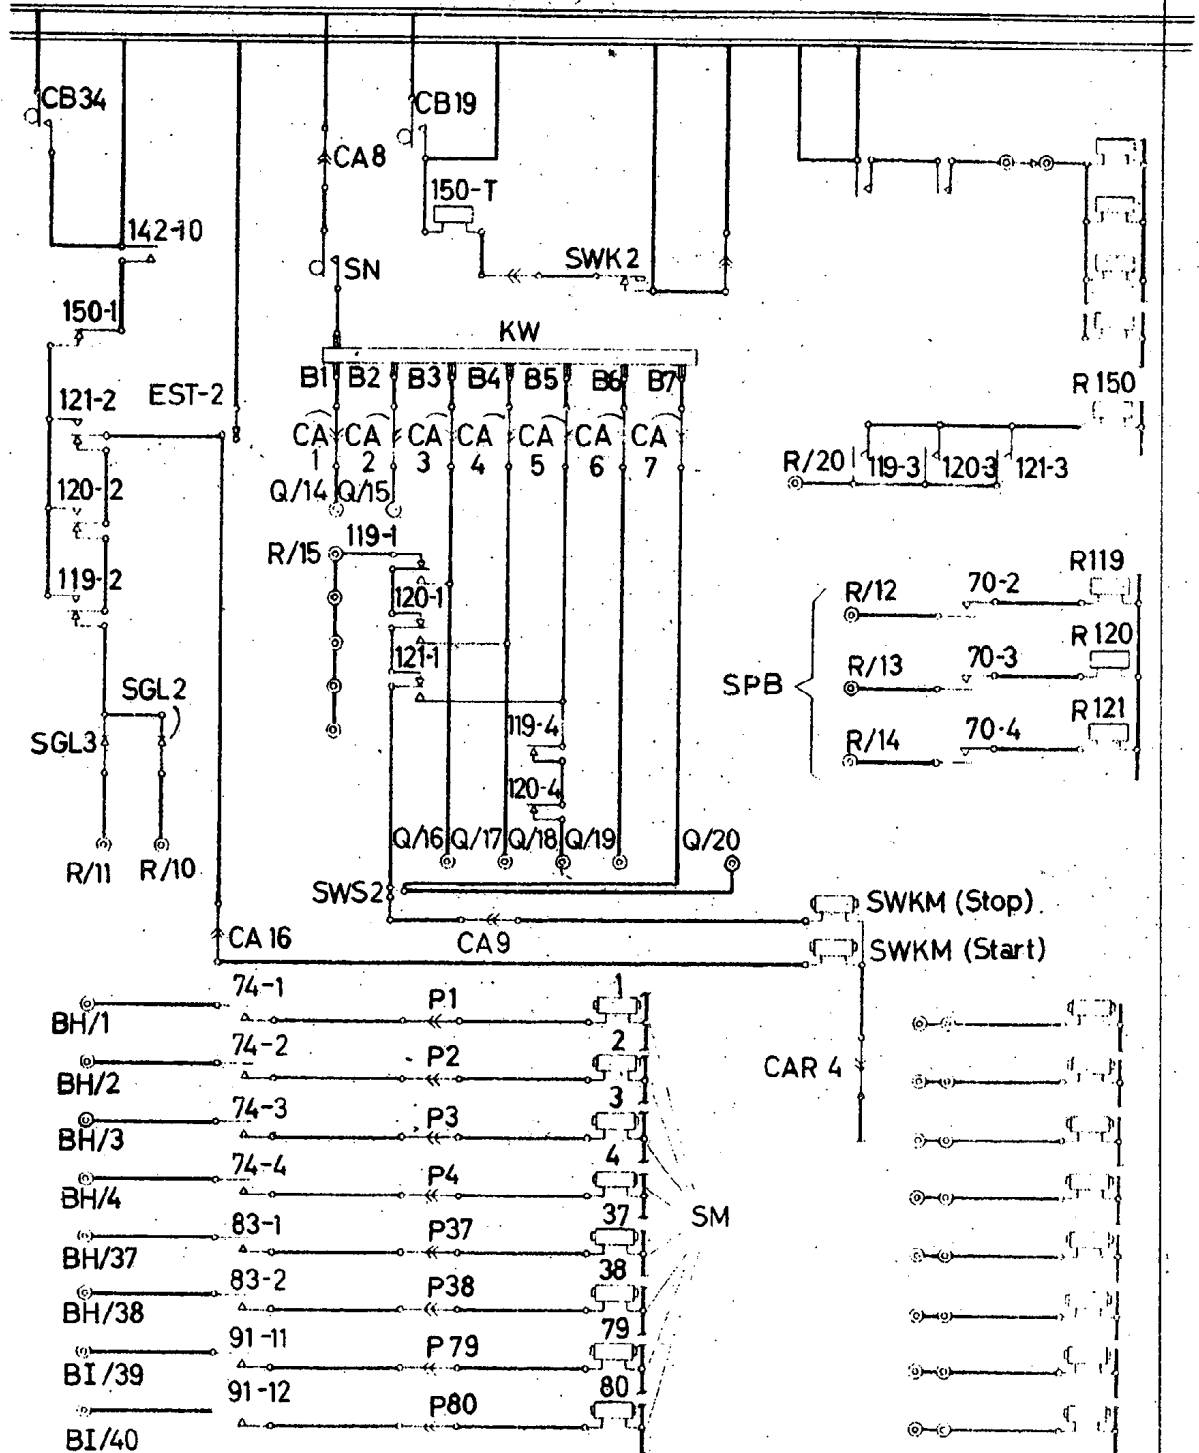 CB34
CB19
CA8
150-T
142-10
SWK 2
SN
150-1
KW
B1 B2 B3 B4 B5 B6 B7
R 150
121-2
EST-2
CA CA CA CA CA CA CA
1 2 3 4 5 6 7
R/20 119-3 120-3 121-3
120-2
Q/14 Q/15
R/15 119-1
119-2
120-1
R119
R/12 70-2
121-1
R 120
R/13 70-3
SPB
SGL2
R 121
SGL3
119-4
R/14 70-4
120-4
Q/16 Q/17 Q/18 Q/19 Q/20
R/11 R/10
SWS2
SWKM (Stop)
CA 16
CA9
SWKM (Start)
74-1 P1 1
BH/1
74-2 P2 2
CAR 4
BH/2
74-3 P3 3
BH/3
74-4 P4 4
BH/4
SM
83-1 P37 37
BH/37
83-2 P38 38
BH/38
91-11 P79 79
BI/39
91-12 P80 80
BI/40